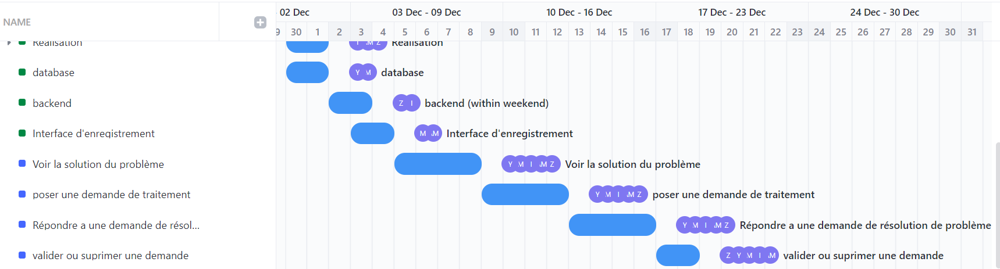 02 Dec 03 Dec - 09 Dec 10 Dec - 16 Dec 17 Dec - 23 Dec 24 Dec - 30 Dec
NAME
9 30 1 2 3 4 5 6 7 8 9 10 11 12 13 14 15 16 17 18 19 20 21 22 23 24 25 26 27 28 29 30 31
Réalisation I M Z Réalisation
database Y M database
backend Z I backend (within weekend)
Interface d'enregistrement M M Interface d'enregistrement
Voir la solution du problème Y M I M Z Voir la solution du problème
poser une demande de traitement Y M I M Z poser une demande de traitement
Répondre a une demande de résol... Y M I M Z Répondre a une demande de résolution de problème
valider ou suprimer une demande Z Y M I M valider ou suprimer une demande